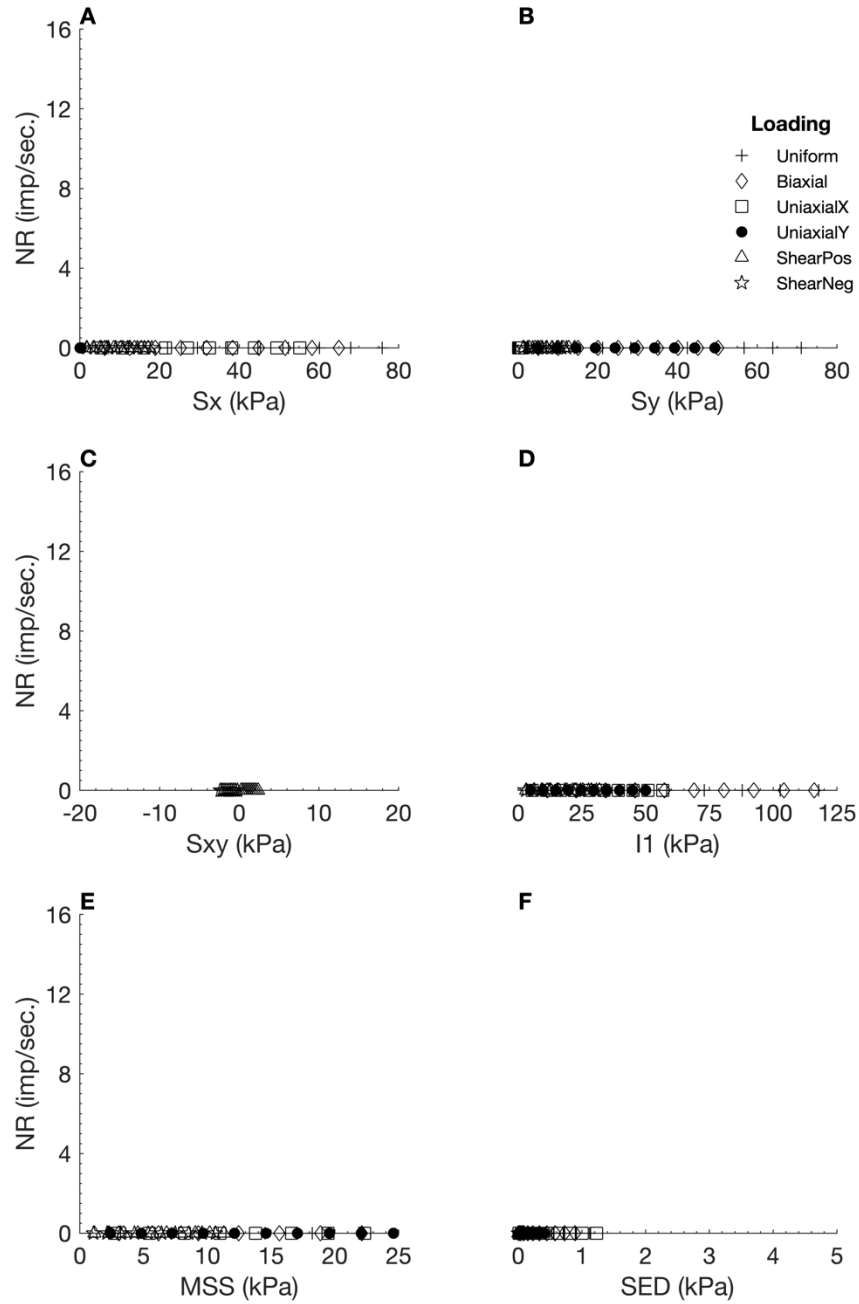 A
B
16
12
8
4
0
NR (imp/sec.)
0 20 40 60 80
Sx (kPa)
Loading
Uniform
Biaxial
UniaxialX
UniaxialY
ShearPos
ShearNeg
0 20 40 60 80
Sy (kPa)
C
D
16
12
8
4
0
NR (imp/sec.)
-20 -10 0 10 20
Sxy (kPa)
0 25 50 75 100 125
I1 (kPa)
E
F
16
12
8
4
0
NR (imp/sec.)
0 5 10 15 20 25
MSS (kPa)
0 1 2 3 4 5
SED (kPa)